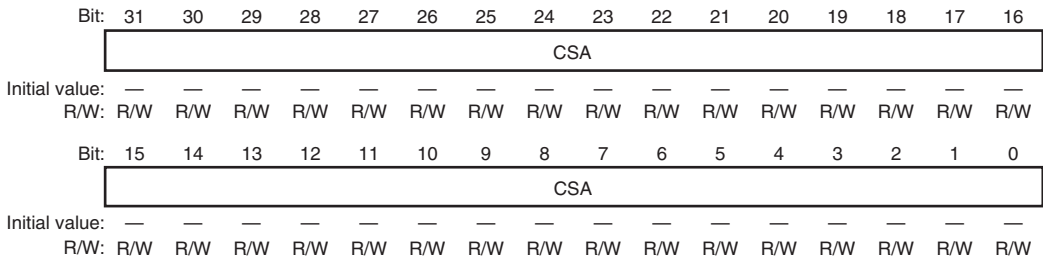 Bit: 31 30 29 28 27 26 25 24 23 22 21 20 19 18 17 16
CSA
Initial value: — — — — — — — — — — — — — — — —
R/W: R/W R/W R/W R/W R/W R/W R/W R/W R/W R/W R/W R/W R/W R/W R/W R/W
Bit: 15 14 13 12 11 10 9 8 7 6 5 4 3 2 1 0
CSA
Initial value: — — — — — — — — — — — — — — — —
R/W: R/W R/W R/W R/W R/W R/W R/W R/W R/W R/W R/W R/W R/W R/W R/W R/W